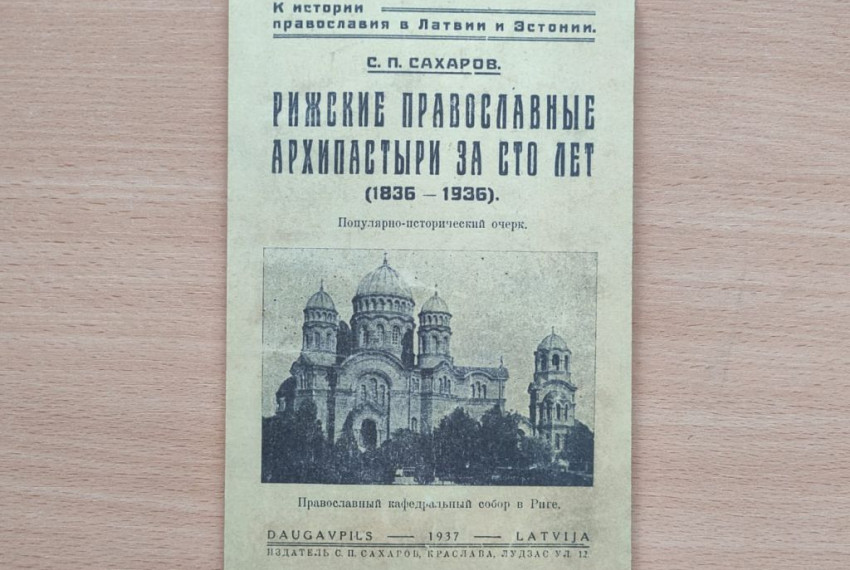 К истории
православия в Латвии и Эстонии.
С. П. САХАРОВ.
РИЖСКИЕ ПРАВОСЛАВНЫЕ
АРХИПАСТЫРИ ЗА СТО ЛЕТ
(1836 — 1936).
Популярно-исторический очерк.
Православный кафедральный собор в Риге.
DAUGAVPILS — 1937 — LATVIJA
ИЗДАТЕЛЬ С. П. САХАРОВ, КРАСЛАВА, ЛУДЗАС УЛ. 12.